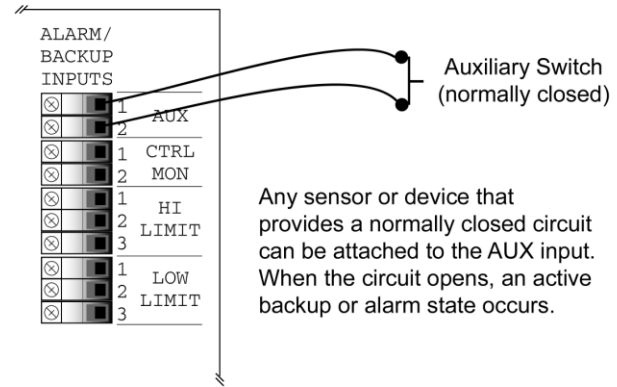 ALARM/
BACKUP
INPUTS
1
AUX
2
1 CTRL
2 MON
1
HI
2
LIMIT
3
1
LOW
2
LIMIT
3
Auxiliary Switch
(normally closed)
Any sensor or device that
provides a normally closed circuit
can be attached to the AUX input.
When the circuit opens, an active
backup or alarm state occurs.